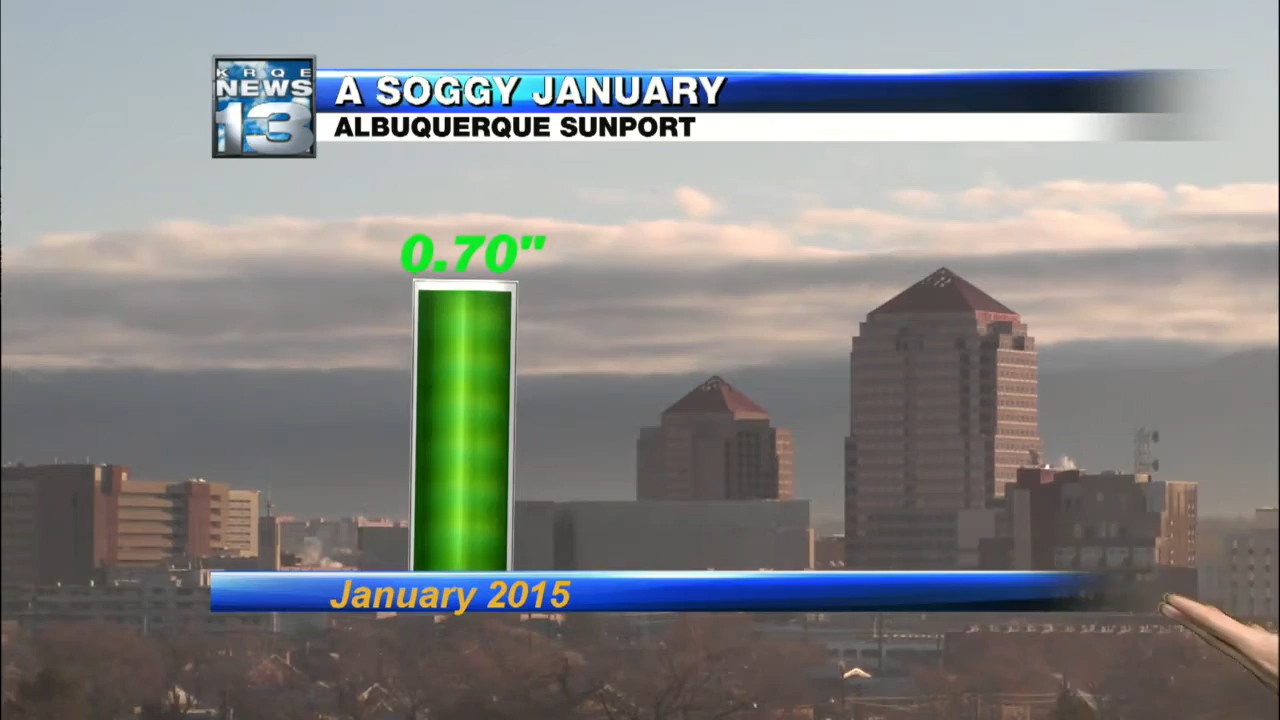 KRQE
NEWS
13
A SOGGY JANUARY
ALBUQUERQUE SUNPORT
0.70"
January 2015